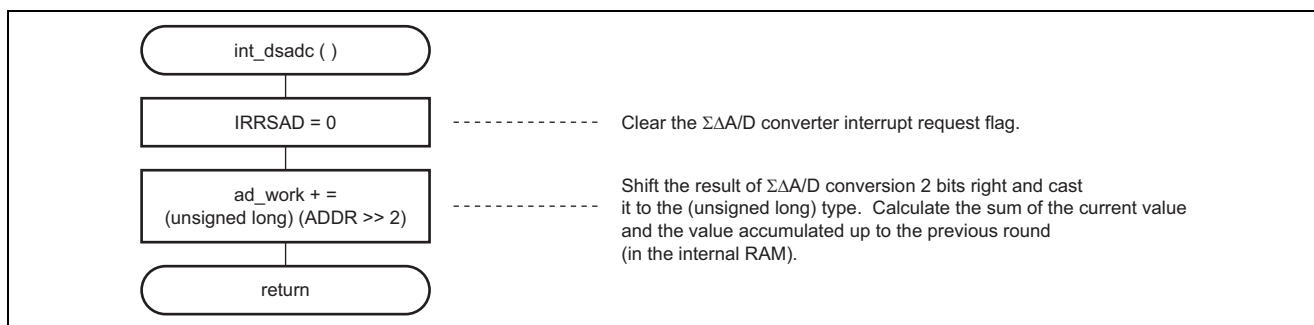 int_dsadc ( )
IRRSAD = 0
Clear the ΣΔA/D converter interrupt request flag.
ad_work + =
(unsigned long) (ADDR >> 2)
Shift the result of ΣΔA/D conversion 2 bits right and cast
it to the (unsigned long) type.  Calculate the sum of the current value
and the value accumulated up to the previous round
(in the internal RAM).
return